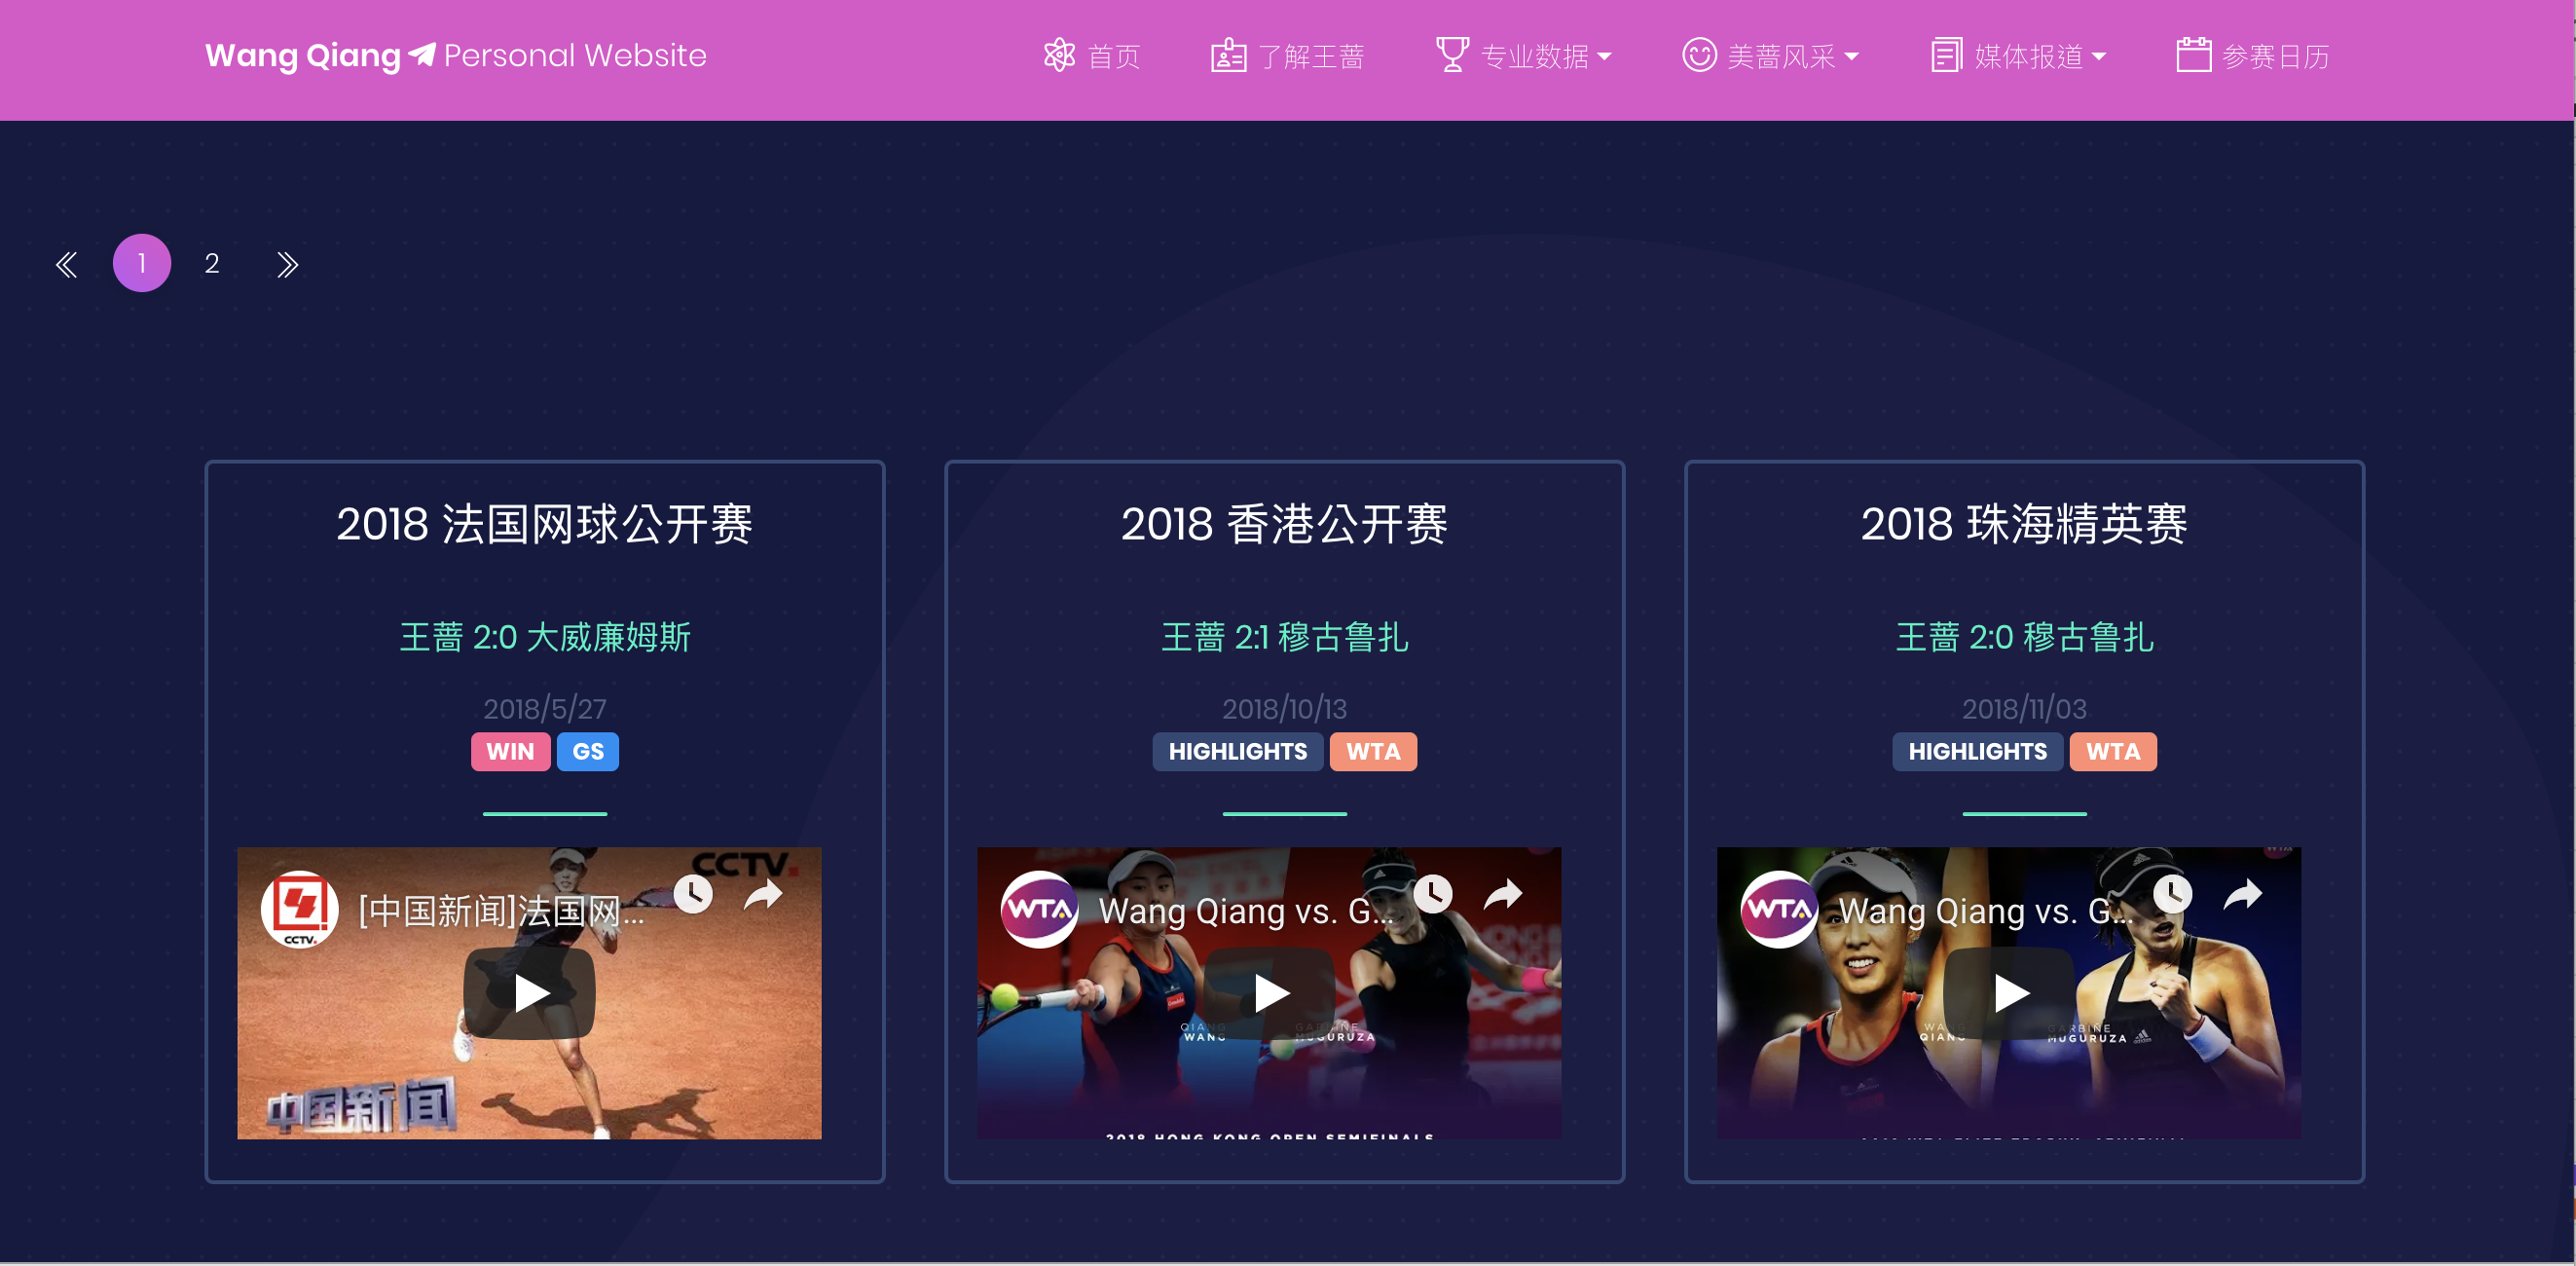 Wang Qiang Personal Website
首页
了解王蔷
专业数据
美蔷风采
媒体报道
参赛日历
1
2
2018 法国网球公开赛
王蔷 2:0 大威廉姆斯
2018/5/27
WIN GS
CCTV.
CCTV.
[中国新闻]法国网...
中国新闻
2018 香港公开赛
王蔷 2:1 穆古鲁扎
2018/10/13
HIGHLIGHTS WTA
WTA
Wang Qiang vs. G...
QIANG
WANG
GARBIÑE
MUGURUZA
2018 HONG KONG OPEN SEMIFINALS
2018 珠海精英赛
王蔷 2:0 穆古鲁扎
2018/11/03
HIGHLIGHTS WTA
WTA
WTA
Wang Qiang vs. G...
WANG
QIANG
GARBIÑE
MUGURUZA
adidas